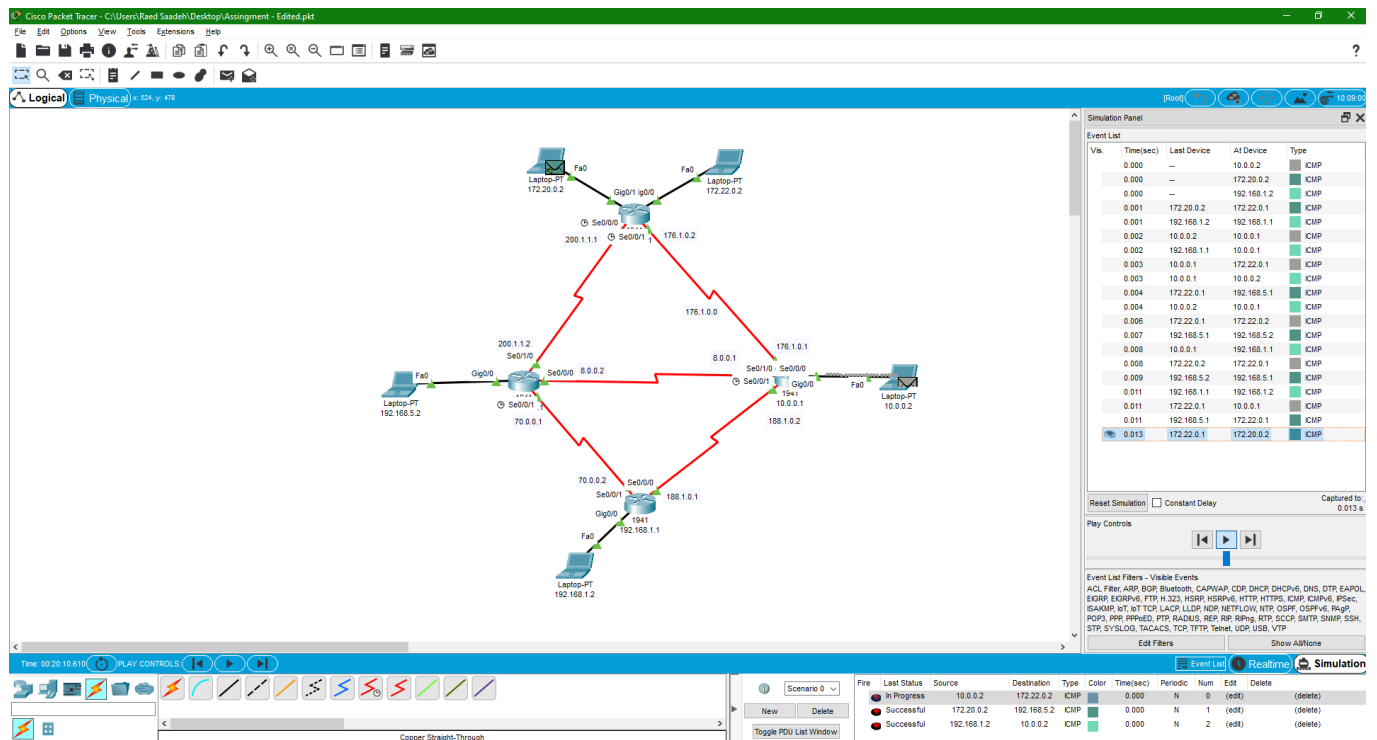 Cisco Packet Tracer - C:\Users\Raed Saadeh\Desktop\Assingment - Edited.pkt
File Edit Options View Tools Extensions Help
?
Logical Physical x: 524, y: 478 [Root] 10:09:00
Simulation Panel
Event List
Vis. Time(sec) Last Device At Device Type
0.000 -- 10.0.0.2 ICMP
0.000 -- 172.20.0.2 ICMP
0.000 -- 192.168.1.2 ICMP
0.001 172.20.0.2 172.22.0.1 ICMP
0.001 192.168.1.2 192.168.1.1 ICMP
0.002 10.0.0.2 10.0.0.1 ICMP
0.002 192.168.1.1 10.0.0.1 ICMP
0.003 10.0.0.1 172.22.0.1 ICMP
0.003 10.0.0.1 10.0.0.2 ICMP
0.004 172.22.0.1 192.168.5.1 ICMP
0.004 10.0.0.2 10.0.0.1 ICMP
0.006 172.22.0.1 172.22.0.2 ICMP
0.007 192.168.5.1 192.168.5.2 ICMP
0.008 10.0.0.1 192.168.1.1 ICMP
0.008 172.22.0.2 172.22.0.1 ICMP
0.009 192.168.5.2 192.168.5.1 ICMP
0.011 192.168.1.1 192.168.1.2 ICMP
0.011 172.22.0.1 10.0.0.1 ICMP
0.011 192.168.5.1 172.22.0.1 ICMP
0.013 172.22.0.1 172.20.0.2 ICMP
Reset Simulation Constant Delay Captured to:
0.013 s
Play Controls
Event List Filters - Visible Events
ACL Filter, ARP, BGP, Bluetooth, CAPWAP, CDP, DHCP, DHCPv6, DNS, DTP, EAPOL,
EIGRP, EIGRPv6, FTP, H.323, HSRP, HSRPv6, HTTP, HTTPS, ICMP, ICMPv6, IPSec,
ISAKMP, IoT, IoT TCP, LACP, LLDP, NDP, NETFLOW, NTP, OSPF, OSPFv6, PAgP,
POP3, PPP, PPPoED, PTP, RADIUS, REP, RIP, RIPng, RTP, SCCP, SMTP, SNMP, SSH,
STP, SYSLOG, TACACS, TCP, TFTP, Telnet, UDP, USB, VTP
Edit Filters Show All/None
Fa0
Laptop-PT
172.20.0.2
Fa0
Laptop-PT
172.22.0.2
Gig0/1 ig0/0
Se0/0/0
200.1.1.1 Se0/0/1 1 176.1.0.2
176.1.0.0
200.1.1.2
Se0/1/0
Fa0 Gig0/0 Se0/0/0 8.0.0.2
Laptop-PT
192.168.5.2
Se0/0/1 .1
70.0.0.1
176.1.0.1
8.0.0.1
Se0/1/0 Se0/0/0
Se0/0/1 Gig0/0 Fa0
1941
10.0.0.1
188.1.0.2
Laptop-PT
10.0.0.2
70.0.0.2 Se0/0/0
Se0/0/1 188.1.0.1
Gig0/0
1941
192.168.1.1
Fa0
Laptop-PT
192.168.1.2
Time: 00:20:10.610 PLAY CONTROLS: Event List Realtime Simulation
Copper Straight-Through
Scenario 0
New Delete
Toggle PDU List Window
Fire Last Status Source Destination Type Color Time(sec) Periodic Num Edit Delete
In Progress 10.0.0.2 172.22.0.2 ICMP 0.000 N 0 (edit) (delete)
Successful 172.20.0.2 192.168.5.2 ICMP 0.000 N 1 (edit) (delete)
Successful 192.168.1.2 10.0.0.2 ICMP 0.000 N 2 (edit) (delete)